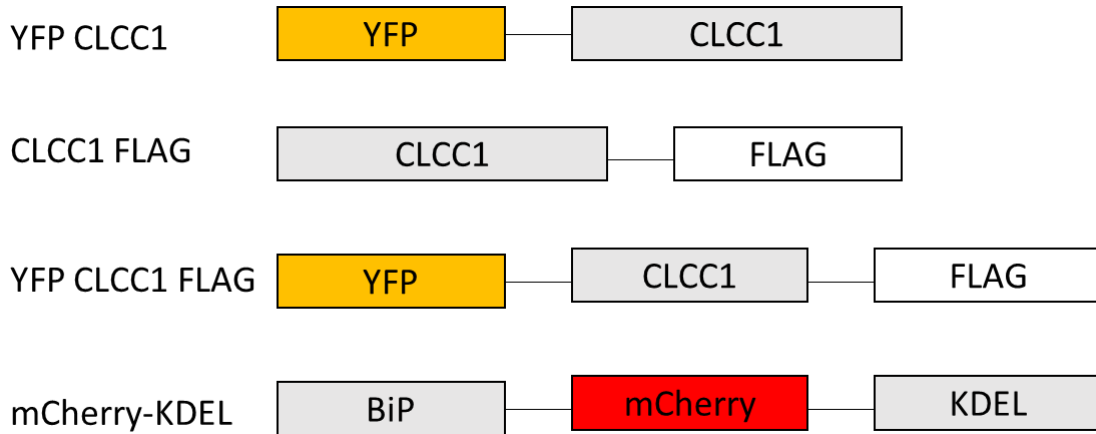 YFP CLCC1 YFP CLCC1
CLCC1 FLAG CLCC1 FLAG
YFP CLCC1 FLAG YFP CLCC1 FLAG
mCherry-KDEL BiP mCherry KDEL